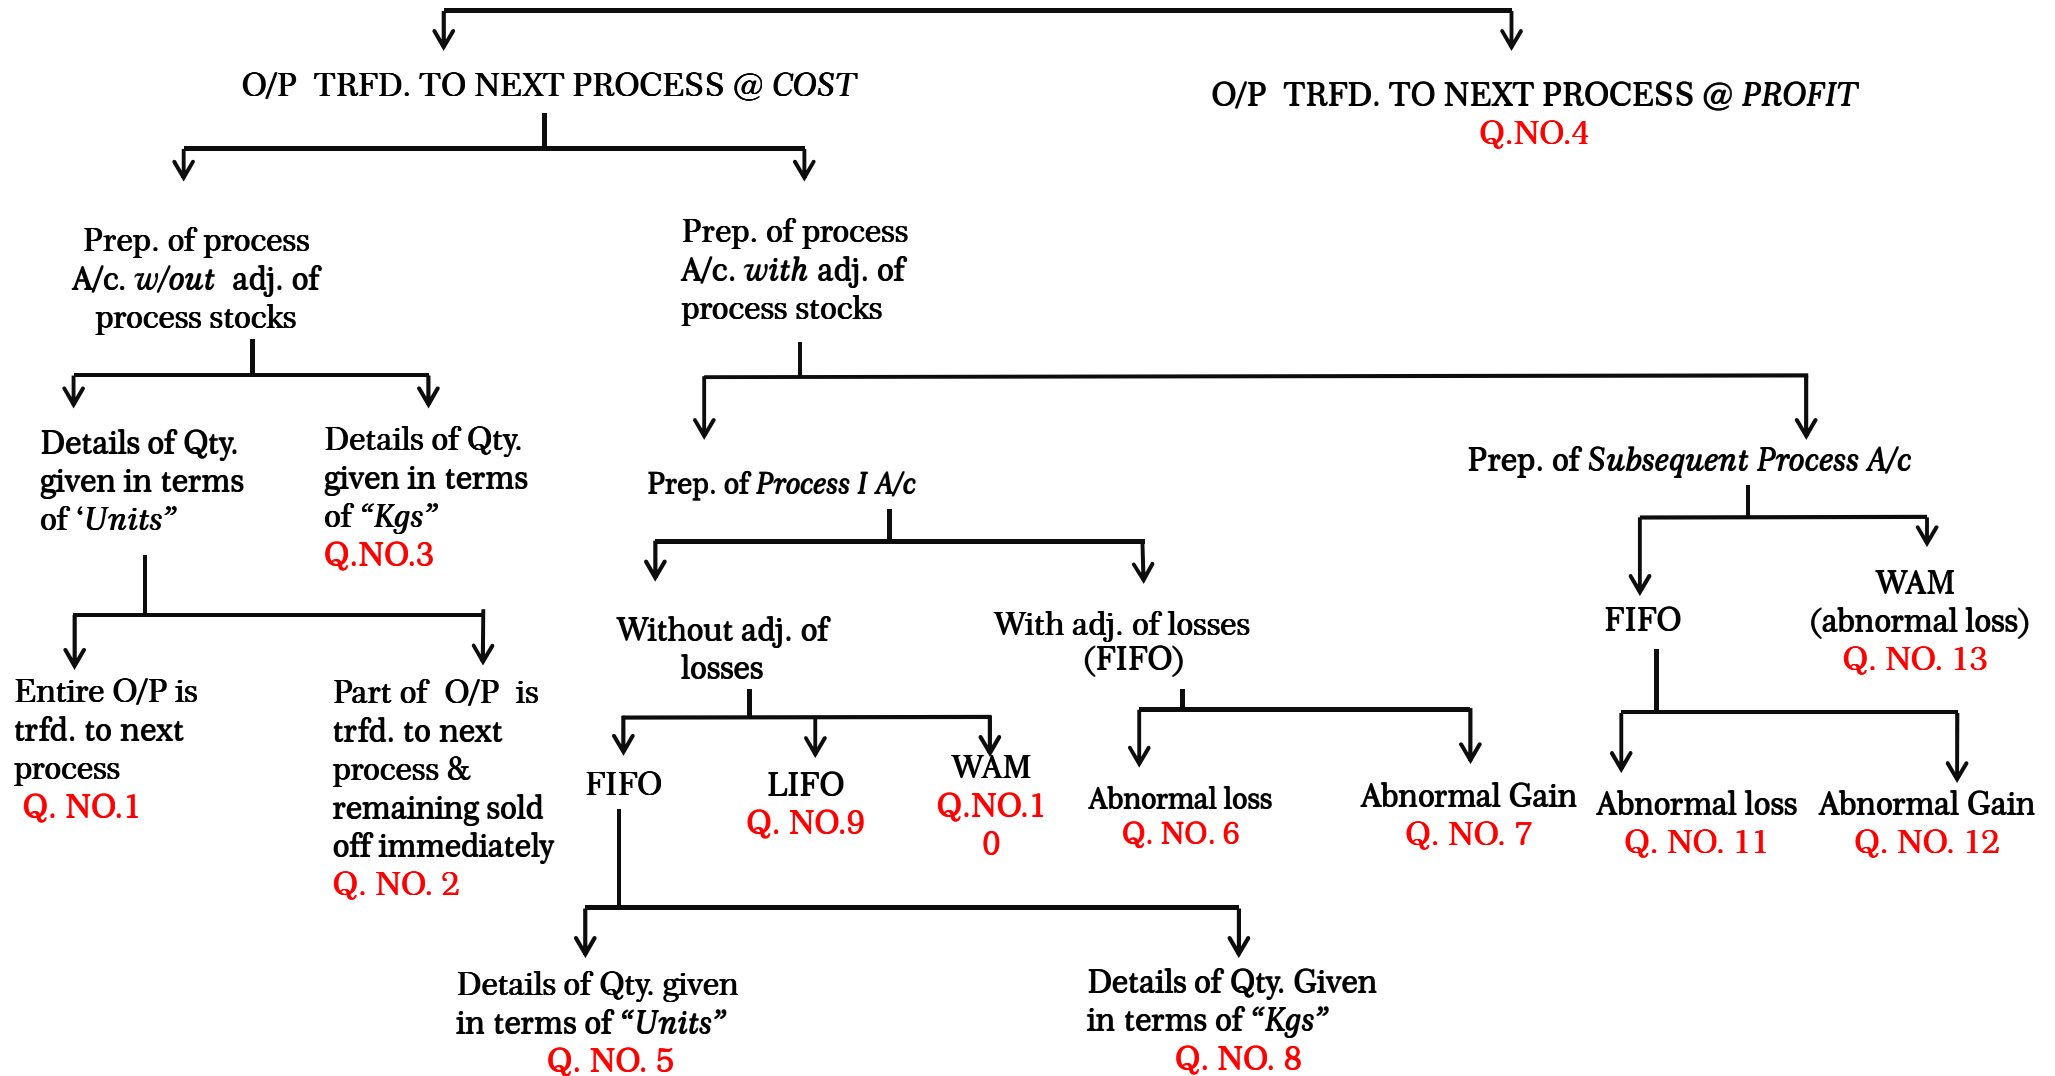 O/P TRFD. TO NEXT PROCESS @ COST
O/P TRFD. TO NEXT PROCESS @ PROFIT
Q.NO.4
Prep. of process
A/c. w/out adj. of
process stocks
Prep. of process
A/c. with adj. of
process stocks
Details of Qty.
given in terms
of ‘Units”
Details of Qty.
given in terms
of “Kgs”
Q.NO.3
Prep. of Process I A/c
Prep. of Subsequent Process A/c
Entire O/P is
trfd. to next
process
Q. NO.1
Part of O/P is
trfd. to next
process &
remaining sold
off immediately
Q. NO. 2
Without adj. of
losses
With adj. of losses
(FIFO)
FIFO
WAM
(abnormal loss)
Q. NO. 13
FIFO
LIFO
Q. NO.9
WAM
Q.NO.1
0
Abnormal loss
Q. NO. 6
Abnormal Gain
Q. NO. 7
Abnormal loss
Q. NO. 11
Abnormal Gain
Q. NO. 12
Details of Qty. given
in terms of “Units”
Q. NO. 5
Details of Qty. Given
in terms of “Kgs”
Q. NO. 8